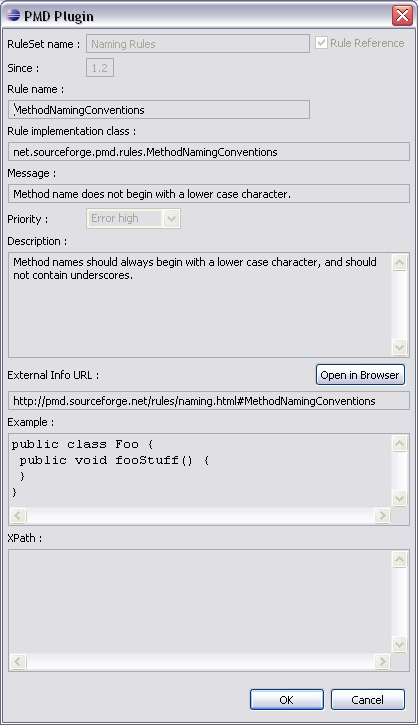 PMD Plugin
RuleSet name : Naming Rules Rule Reference
Since : 1.2
Rule name :
MethodNamingConventions
Rule implementation class :
net.sourceforge.pmd.rules.MethodNamingConventions
Message :
Method name does not begin with a lower case character.
Priority : Error high
Description :
Method names should always begin with a lower case character, and should
not contain underscores.
External Info URL : Open in Browser
http://pmd.sourceforge.net/rules/naming.html#MethodNamingConventions
Example :
public class Foo {
public void fooStuff() {
}
}
XPath :
OK Cancel